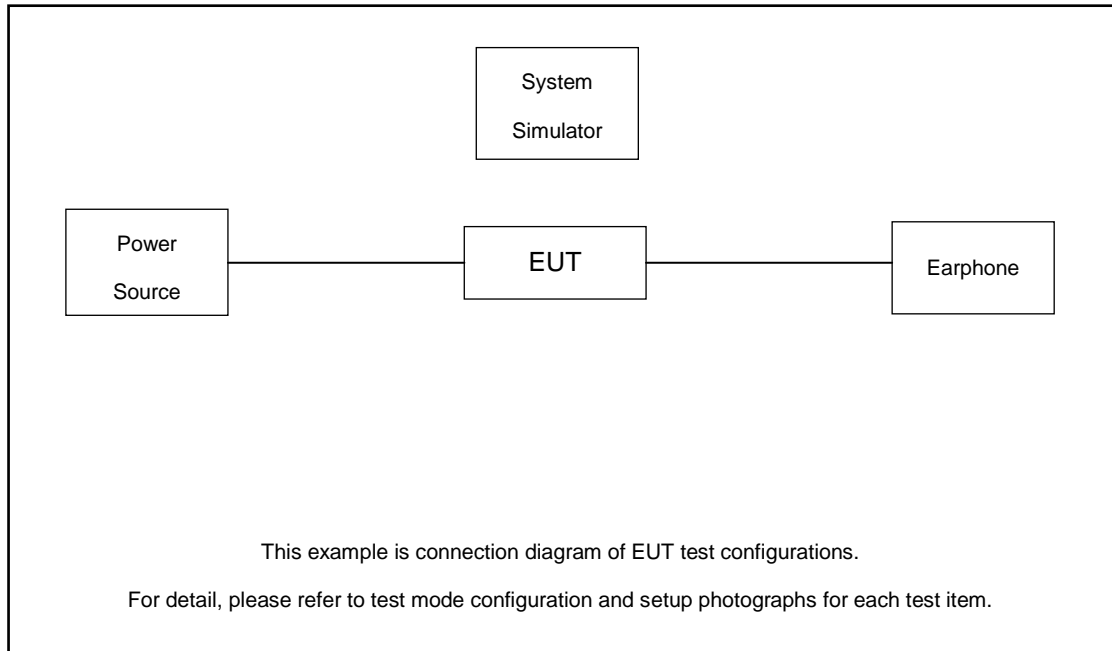 System
Simulator
Power
Source
EUT
Earphone
This example is connection diagram of EUT test configurations.
For detail, please refer to test mode configuration and setup photographs for each test item.